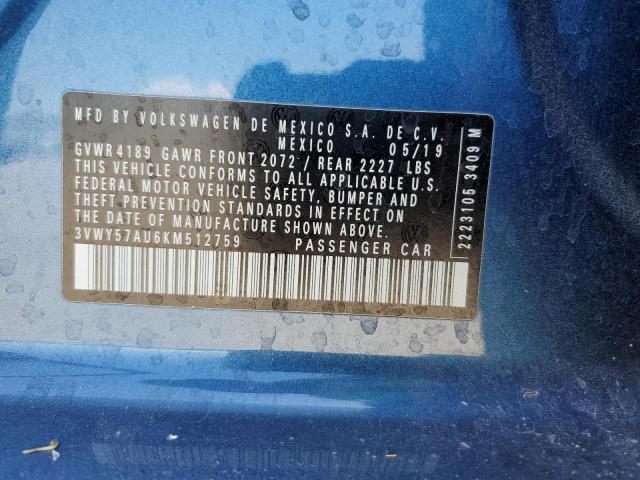 MFD BY VOLKSWAGEN DE MEXICO S.A. DE C.V.
MEXICO 05/19
GVWR4189 GAWR FRONT 2072/ REAR 2227 LBS
THIS VEHICLE CONFORMS TO ALL APPLICABLE U.S.
FEDERAL MOTOR VEHICLE SAFETY, BUMPER AND
THEFT PREVENTION STANDARDS IN EFFECT ON
THE DATE OF MANUFACTURE SHOWN ABOVE.
3VWY57AU6KM512759 PASSENGER CAR
2223105 3409 M